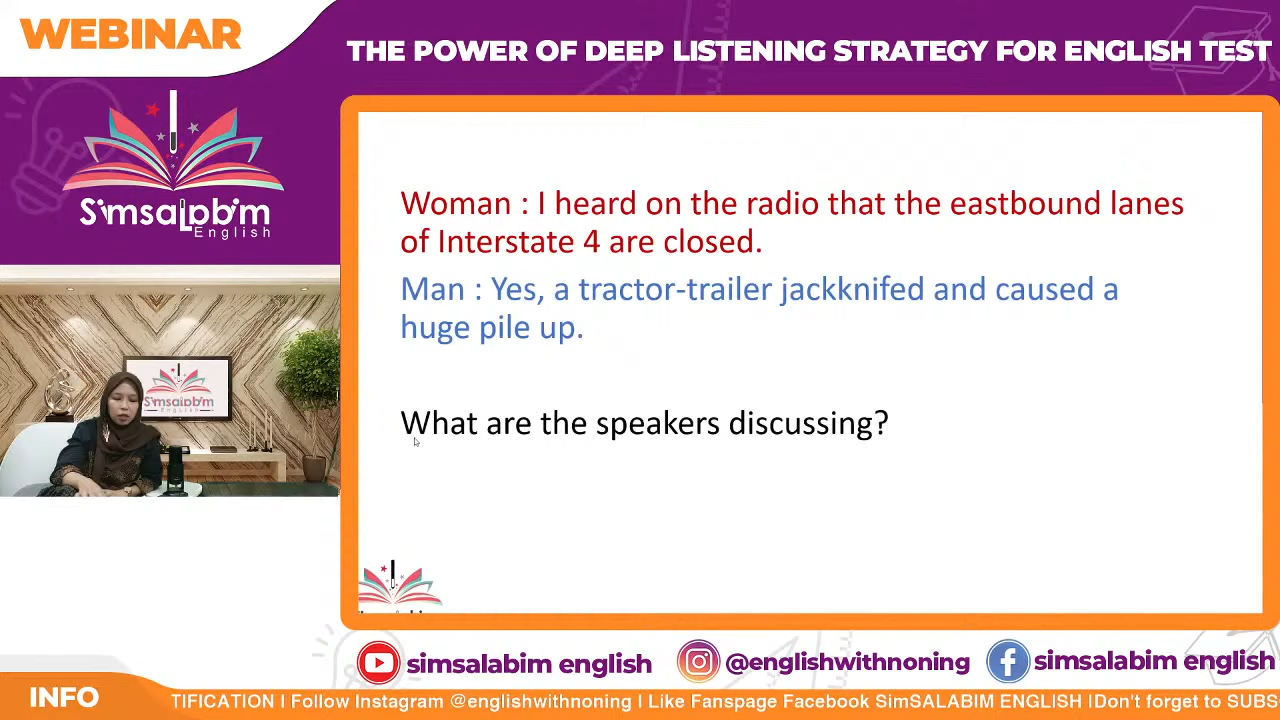 WEBINAR
THE POWER OF DEEP LISTENING STRATEGY FOR ENGLISH TEST
Simsalabim
English
Woman : I heard on the radio that the eastbound lanes
of Interstate 4 are closed.
Man : Yes, a tractor-trailer jackknifed and caused a
huge pile up.
What are the speakers discussing?
Simsalabim
English
simsalabim english
@englishwithnoning
simsalabim english
INFO
TIFICATION I Follow Instagram @englishwithnoning I Like Fanspage Facebook SimSALABIM ENGLISH IDon't forget to SUBS